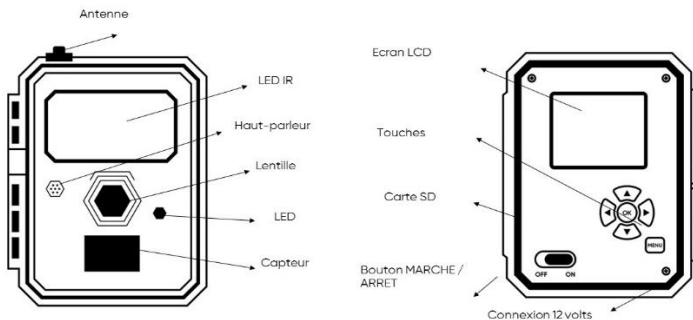 Antenne
LED IR
Haut-parleur
Lentille
LED
Capteur
Ecran LCD
Touches
Carte SD
Bouton MARCHE /
ARRET
Connexion 12 volts
OK
MENU
OFF ON